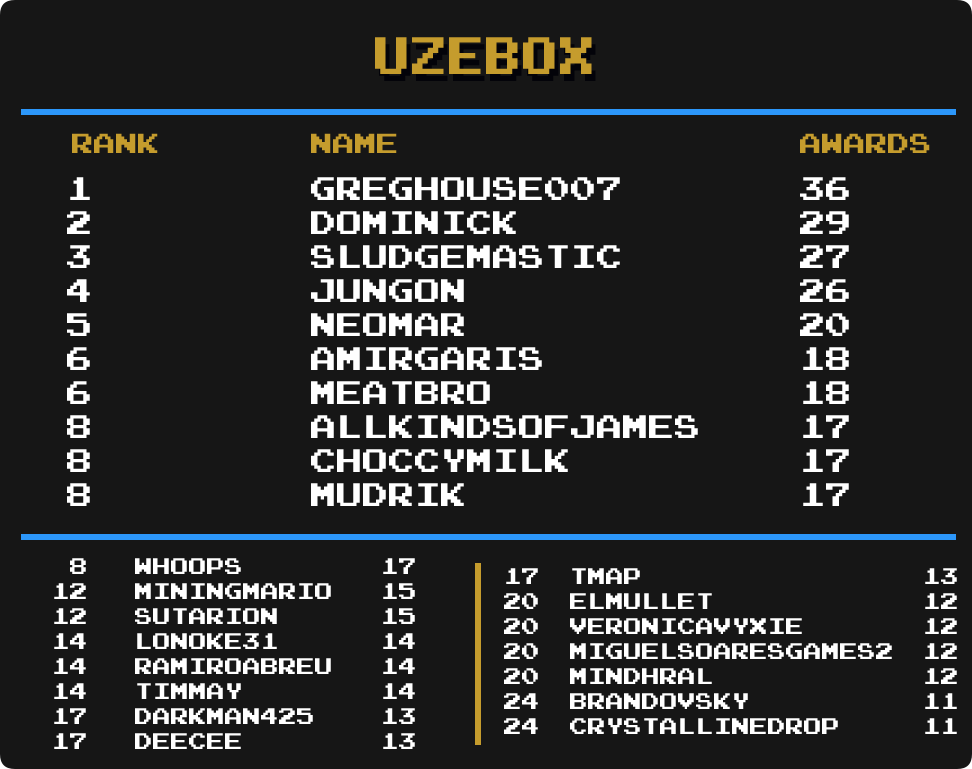 UZEBOX
RANK NAME AWARDS
1 GREGHOUSE007 36
2 DOMINICK 29
3 SLUDGEMASTIC 27
4 JUNGON 26
5 NEOMAR 20
6 AMIRGARIS 18
6 MEATBRO 18
8 ALLKINDSOFJAMES 17
8 CHOCCYMILK 17
8 MUDRIK 17
8 WHOOPS 17
12 MININGMARIO 15
12 SUTARION 15
14 LONOKE31 14
14 RAMIROABREU 14
14 TIMMAY 14
17 DARKMAN425 13
17 DEECEE 13
17 TMAP 13
20 ELMULLET 12
20 VERONICAVYXIE 12
20 MIGUELSOARESGAMES2 12
20 MINDHRAL 12
24 BRANDOVSKY 11
24 CRYSTALLINEDROP 11